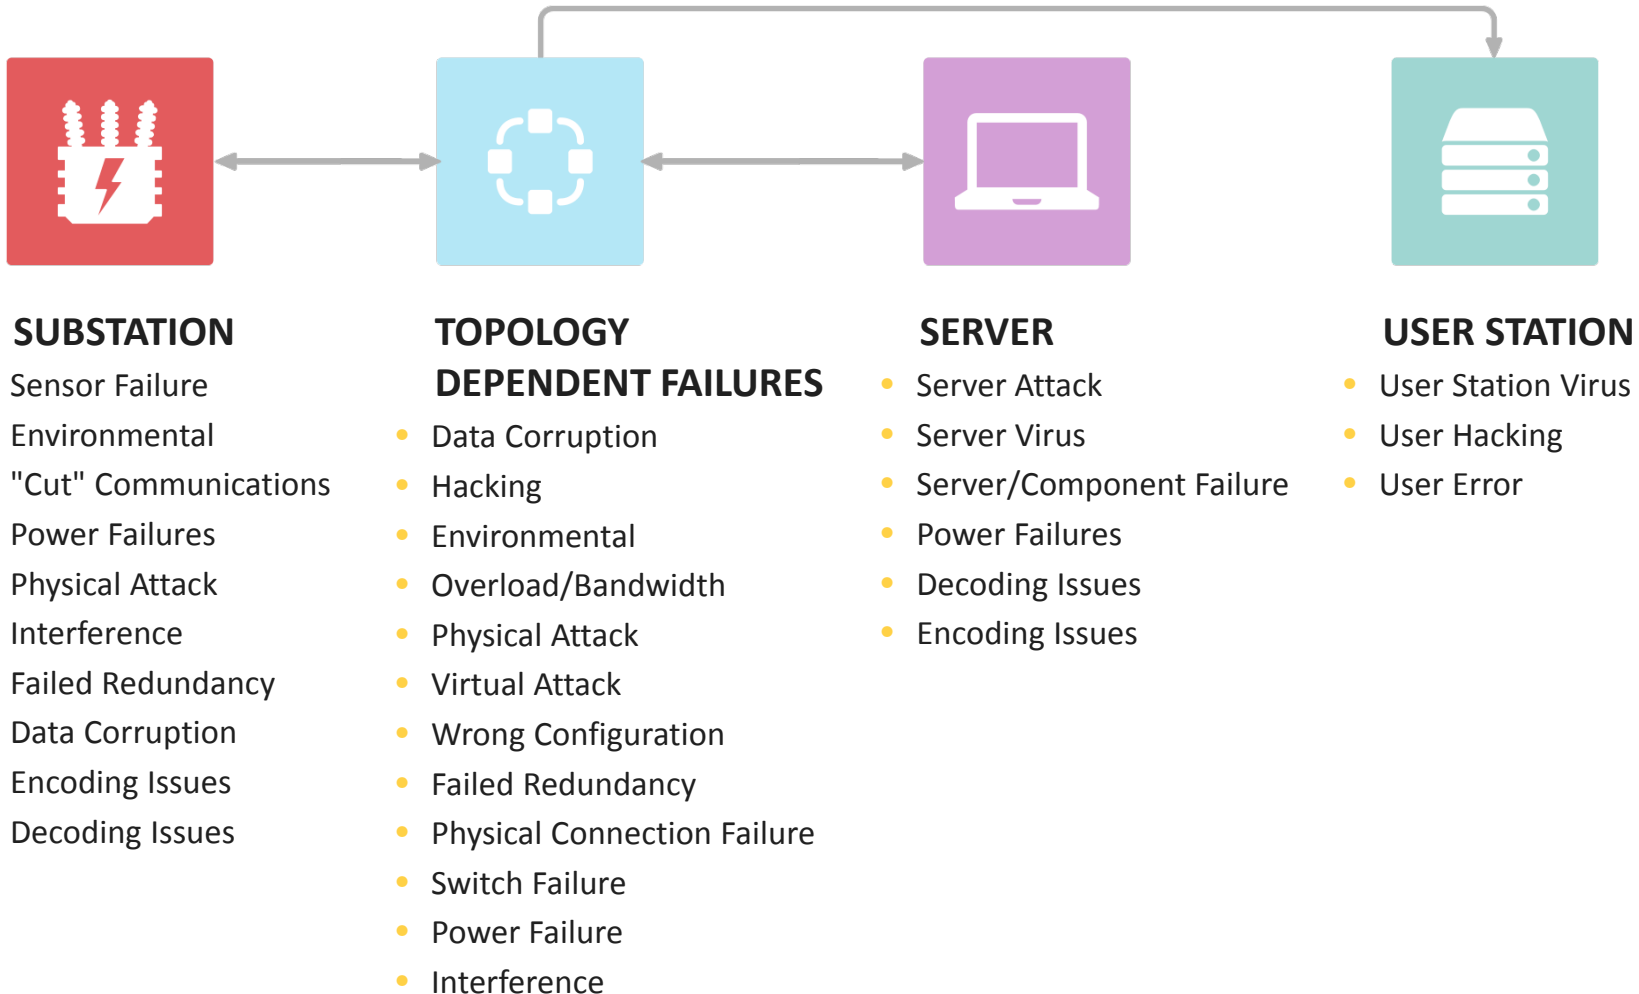 SUBSTATION
Sensor Failure
Environmental
"Cut" Communications
Power Failures
Physical Attack
Interference
Failed Redundancy
Data Corruption
Encoding Issues
Decoding Issues
TOPOLOGY
DEPENDENT FAILURES
• Data Corruption
• Hacking
• Environmental
• Overload/Bandwidth
• Physical Attack
• Virtual Attack
• Wrong Configuration
• Failed Redundancy
• Physical Connection Failure
• Switch Failure
• Power Failure
• Interference
SERVER
• Server Attack
• Server Virus
• Server/Component Failure
• Power Failures
• Decoding Issues
• Encoding Issues
USER STATION
• User Station Virus
• User Hacking
• User Error